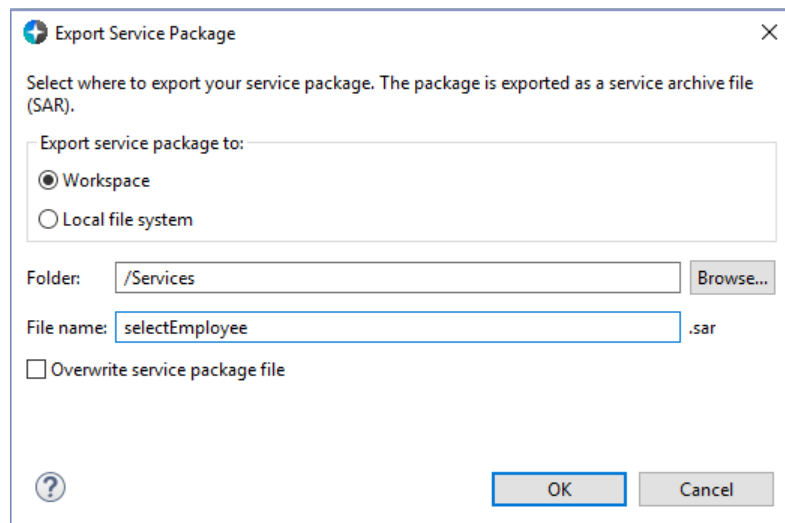 Export Service Package
Select where to export your service package. The package is exported as a service archive file
(SAR).
Export service package to:
Workspace
Local file system
Folder: /Services Browse...
File name: selectEmployee .sar
Overwrite service package file
? OK Cancel